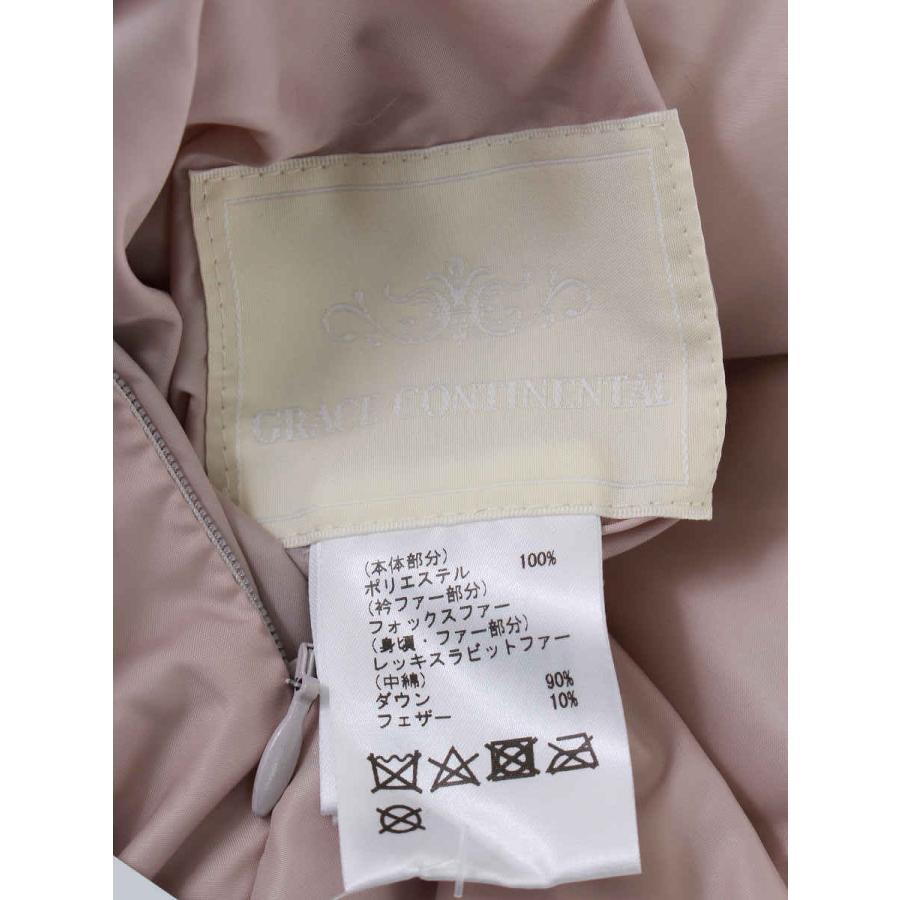 GRACE CONTINENTAL
(本体部分)
ポリエステル 100%
(衿ファー部分)
フォックスファー
(身頃・ファー部分)
レッキスラビットファー
(中綿)
ダウン 90%
フェザー 10%